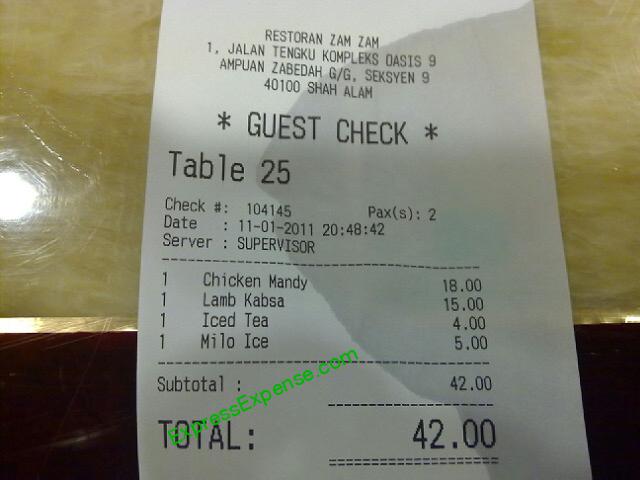 RESTORAN ZAM ZAM
1, JALAN TENGKU KOMPLEKS OASIS 9
AMPUAN ZABEDAH G/G, SEKSYEN 9
40100 SHAH ALAM
* GUEST CHECK *
Table 25
Check #: 104145 Pax(s): 2
Date : 11-01-2011 20:48:42
Server : SUPERVISOR
1 Chicken Mandy 18.00
1 Lamb Kabsa 15.00
1 Iced Tea 4.00
1 Milo Ice 5.00
Subtotal : 42.00
TOTAL: 42.00
ExpressExpense.com